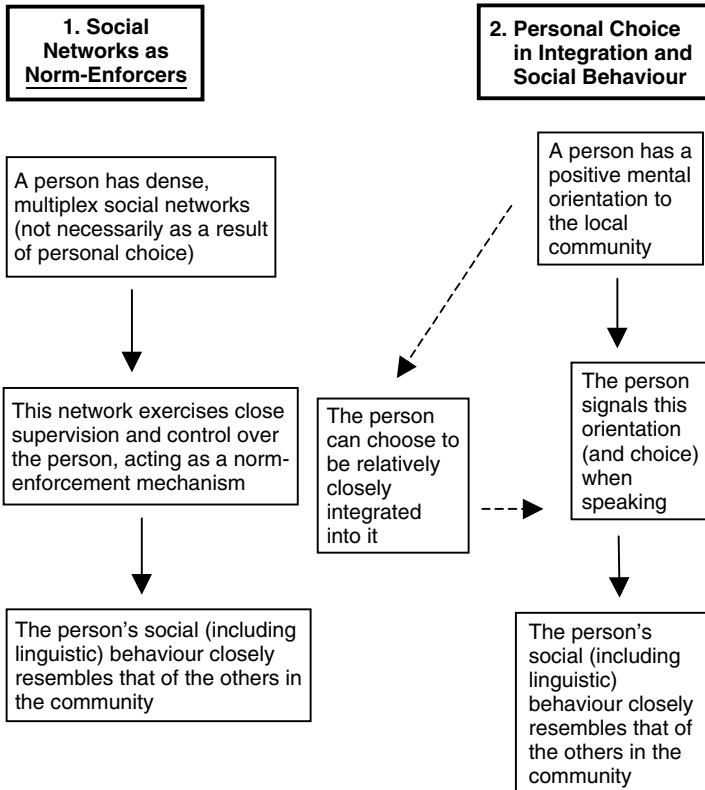 1. Social
Networks as
Norm-Enforcers
2. Personal Choice
in Integration and
Social Behaviour
A person has dense,
multiplex social networks
(not necessarily as a result
of personal choice)
A person has a
positive mental
orientation to
the local
community
This network exercises close
supervision and control over
the person, acting as a norm-
enforcement mechanism
The person
can choose to
be relatively
closely
integrated
into it
The person
signals this
orientation
(and choice)
when
speaking
The person's social (including
linguistic) behaviour closely
resembles that of the others in
the community
The person's
social (including
linguistic)
behaviour closely
resembles that of
the others in the
community